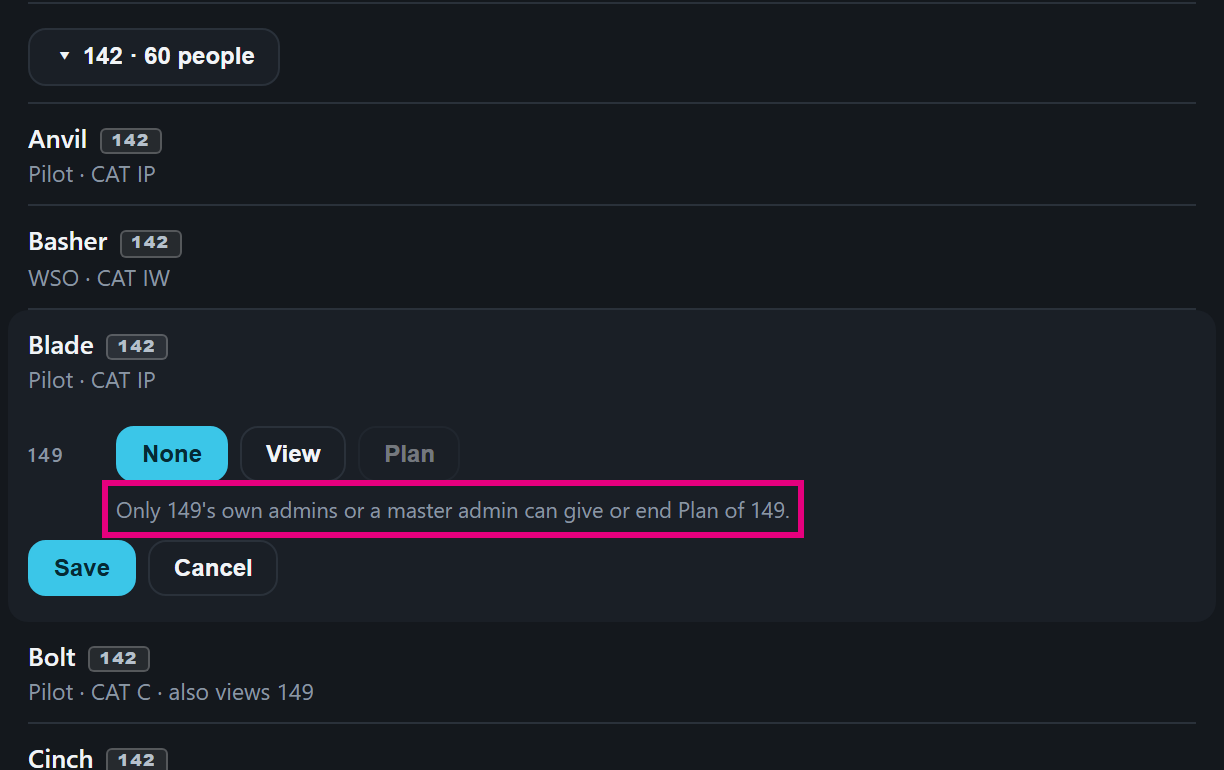 ▼ 142 · 60 people
Anvil 142
Pilot · CAT IP
Basher 142
WSO · CAT IW
Blade 142
Pilot · CAT IP
149 None View Plan
Only 149's own admins or a master admin can give or end Plan of 149.
Save Cancel
Bolt 142
Pilot · CAT C · also views 149
Cinch 142